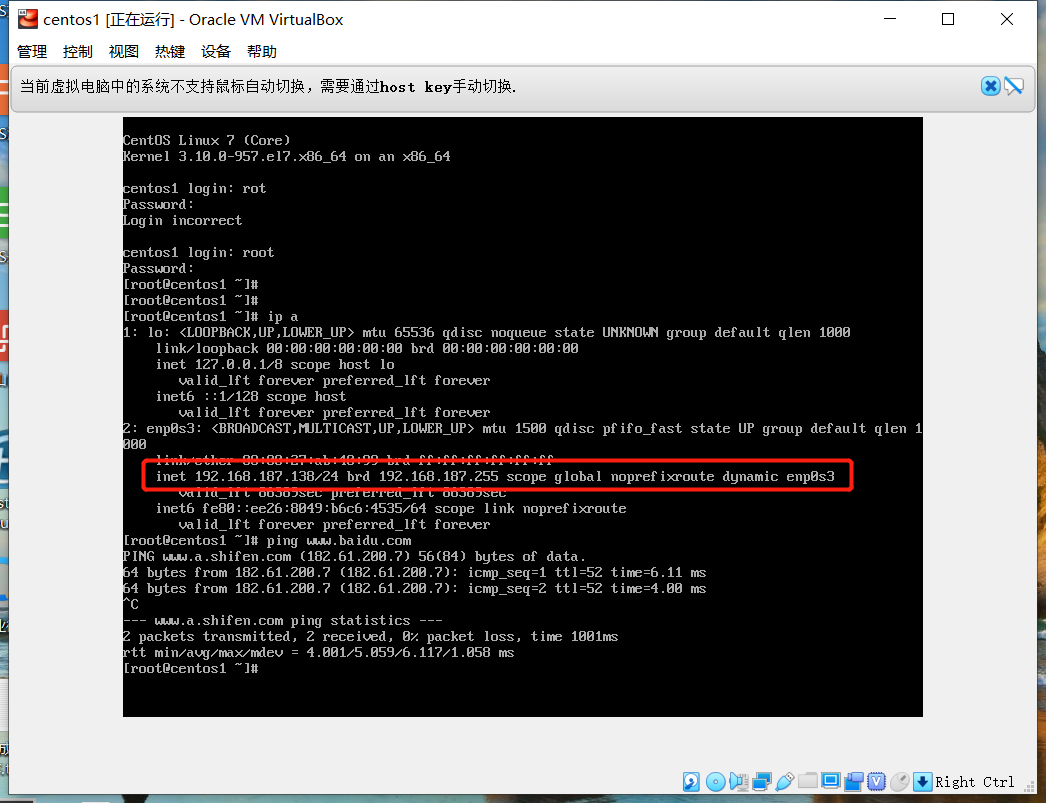 centos1 [正在运行] - Oracle VM VirtualBox
管理 控制 视图 热键 设备 帮助
当前虚拟电脑中的系统不支持鼠标自动切换，需要通过host key手动切换.
CentOS Linux 7 (Core)
Kernel 3.10.0-957.el7.x86_64 on an x86_64
centos1 login: rot
Password:
Login incorrect
centos1 login: root
Password:
[root@centos1 ~]#
[root@centos1 ~]#
[root@centos1 ~]# ip a
1: lo: <LOOPBACK,UP,LOWER_UP> mtu 65536 qdisc noqueue state UNKNOWN group default qlen 1000
link/loopback 00:00:00:00:00:00 brd 00:00:00:00:00:00
inet 127.0.0.1/8 scope host lo
valid_lft forever preferred_lft forever
inet6 ::1/128 scope host
valid_lft forever preferred_lft forever
2: enp0s3: <BROADCAST,MULTICAST,UP,LOWER_UP> mtu 1500 qdisc pfifo_fast state UP group default qlen 1
000
link/ether brd ff:ff:ff:ff:ff:ff
inet 192.168.187.138/24 brd 192.168.187.255 scope global noprefixroute dynamic enp0s3
valid_lft 86389sec preferred_lft 86389sec
inet6 fe80::ee26:8049:b6c6:4535/64 scope link noprefixroute
valid_lft forever preferred_lft forever
[root@centos1 ~]# ping www.baidu.com
PING www.a.shifen.com (182.61.200.7) 56(84) bytes of data.
64 bytes from 182.61.200.7 (182.61.200.7): icmp_seq=1 ttl=52 time=6.11 ms
64 bytes from 182.61.200.7 (182.61.200.7): icmp_seq=2 ttl=52 time=4.00 ms
^C
--- www.a.shifen.com ping statistics ---
2 packets transmitted, 2 received, 0% packet loss, time 1001ms
rtt min/avg/max/mdev = 4.001/5.059/6.117/1.058 ms
[root@centos1 ~]#
Right Ctrl